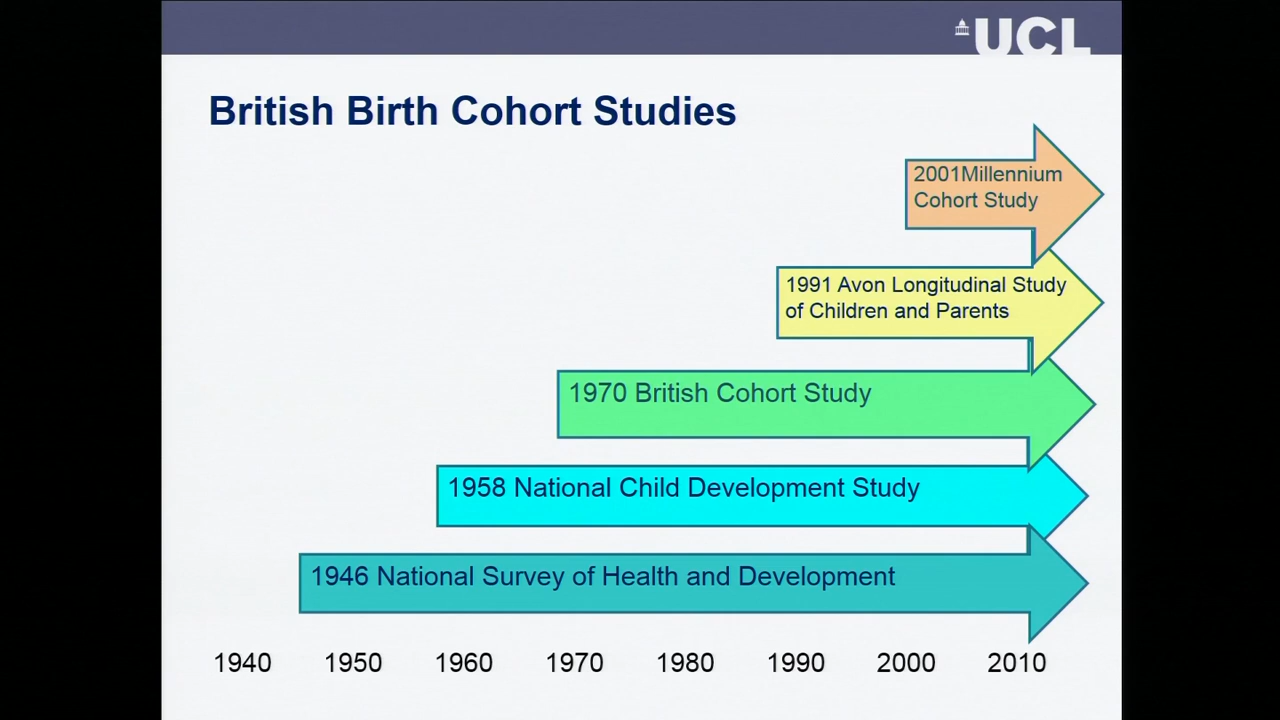 UCL
British Birth Cohort Studies
2001Millennium
Cohort Study
1991 Avon Longitudinal Study
of Children and Parents
1970 British Cohort Study
1958 National Child Development Study
1946 National Survey of Health and Development
1940 1950 1960 1970 1980 1990 2000 2010